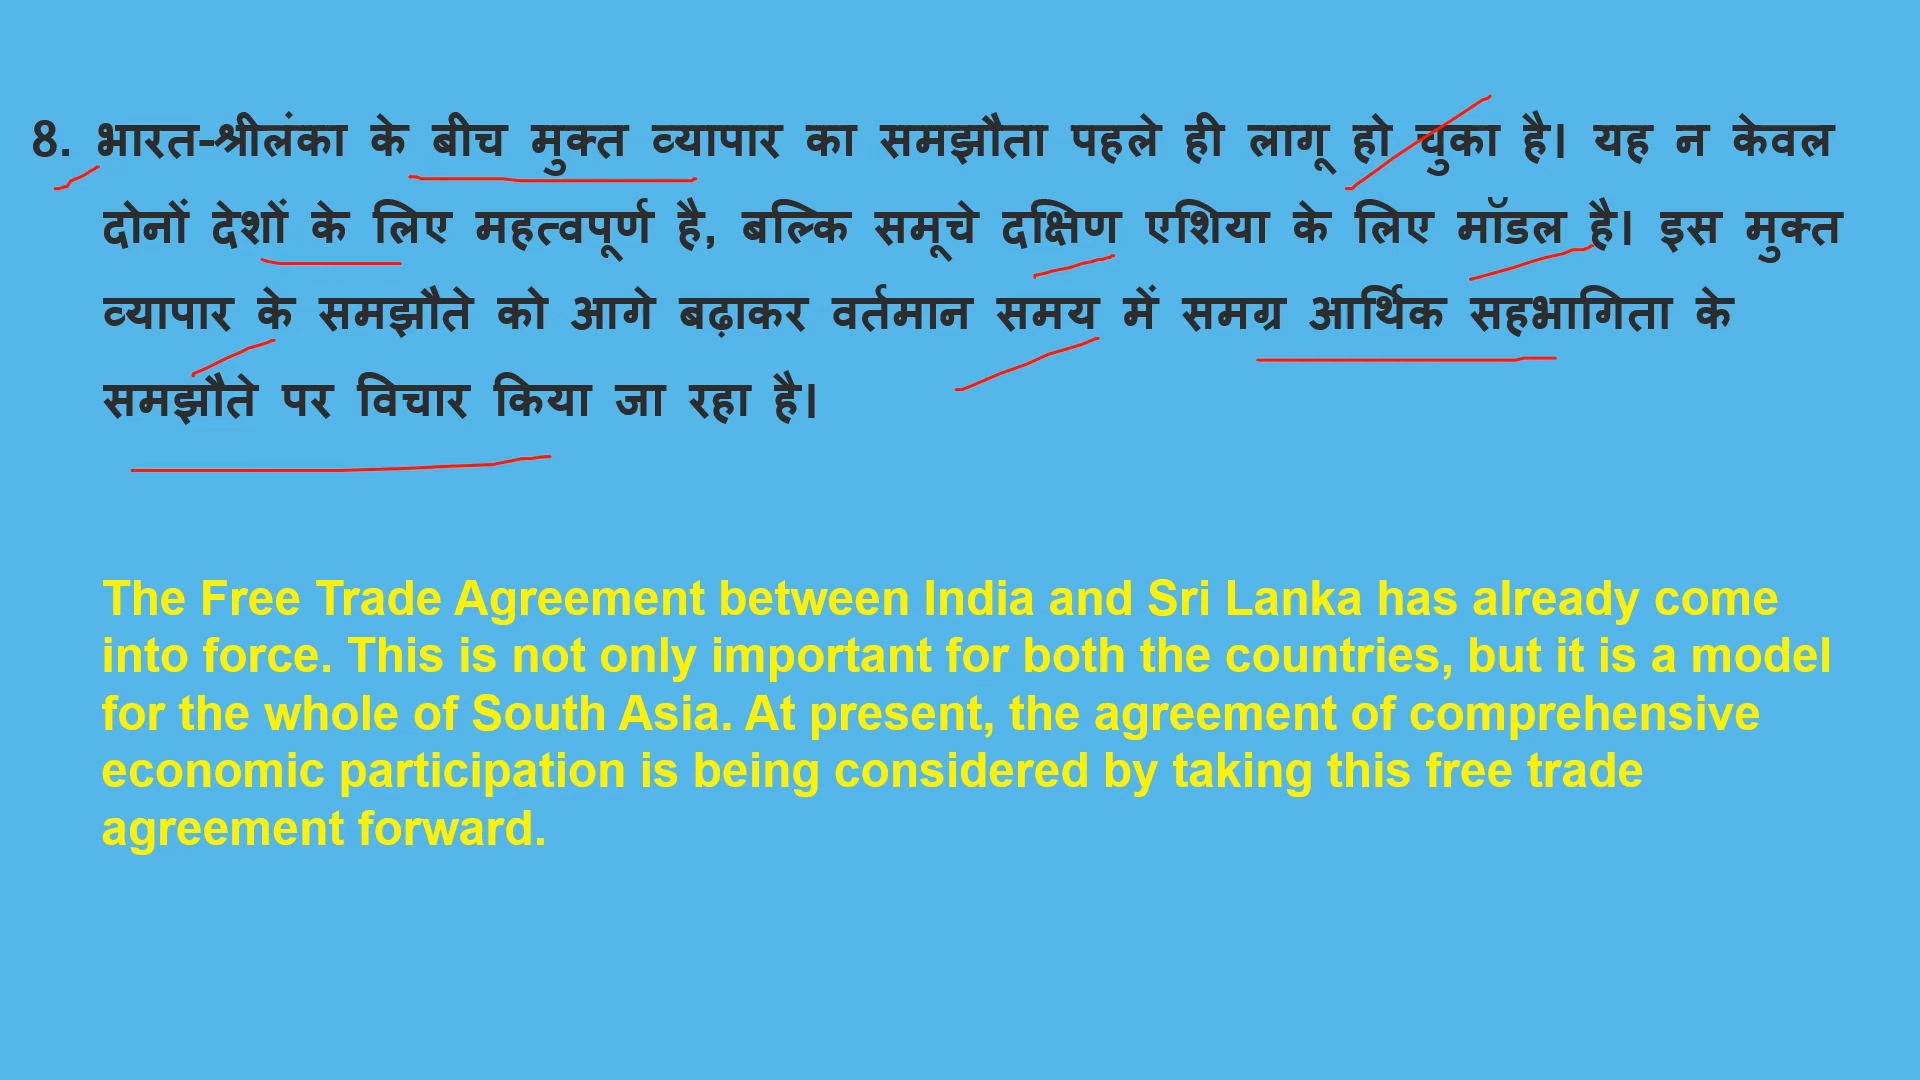 8. भारत-श्रीलंका के बीच मुक्त व्यापार का समझौता पहले ही लागू हो चुका है। यह न केवल
दोनों देशों के लिए महत्वपूर्ण है, बल्कि समूचे दक्षिण एशिया के लिए मॉडल है। इस मुक्त
व्यापार के समझौते को आगे बढ़ाकर वर्तमान समय में समग्र आर्थिक सहभागिता के
समझौते पर विचार किया जा रहा है।
The Free Trade Agreement between India and Sri Lanka has already come
into force. This is not only important for both the countries, but it is a model
for the whole of South Asia. At present, the agreement of comprehensive
economic participation is being considered by taking this free trade
agreement forward.